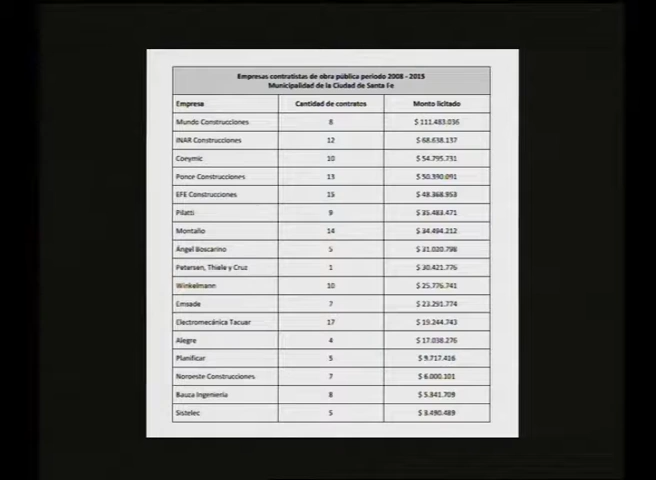 Empresas contratistas de obra pública periodo 2008 - 2015
Municipalidad de la Ciudad de Santa Fe
Empresa Cantidad de contratos Monto licitado
Mundo Construcciones 8 $ 111.483.036
INAR Construcciones 12 $ 68.638.137
Coeymic 10 $ 54.795.731
Ponce Construcciones 13 $ 50.390.091
EFE Construcciones 15 $ 48.368.953
Pilatti 9 $ 35.483.471
Montaño 14 $ 34.494.212
Ángel Boscarino 5 $ 31.020.798
Petersen, Thiele y Cruz 1 $ 30.421.776
Winkelmann 10 $ 25.776.741
Emsade 7 $ 23.291.774
Electromecánica Tacuar 17 $ 19.244.743
Alegre 4 $ 17.038.276
Planificar 5 $ 9.717.416
Noroeste Construcciones 7 $ 6.000.101
Bauza Ingeniería 8 $ 5.841.709
Sistelec 5 $ 3.490.489